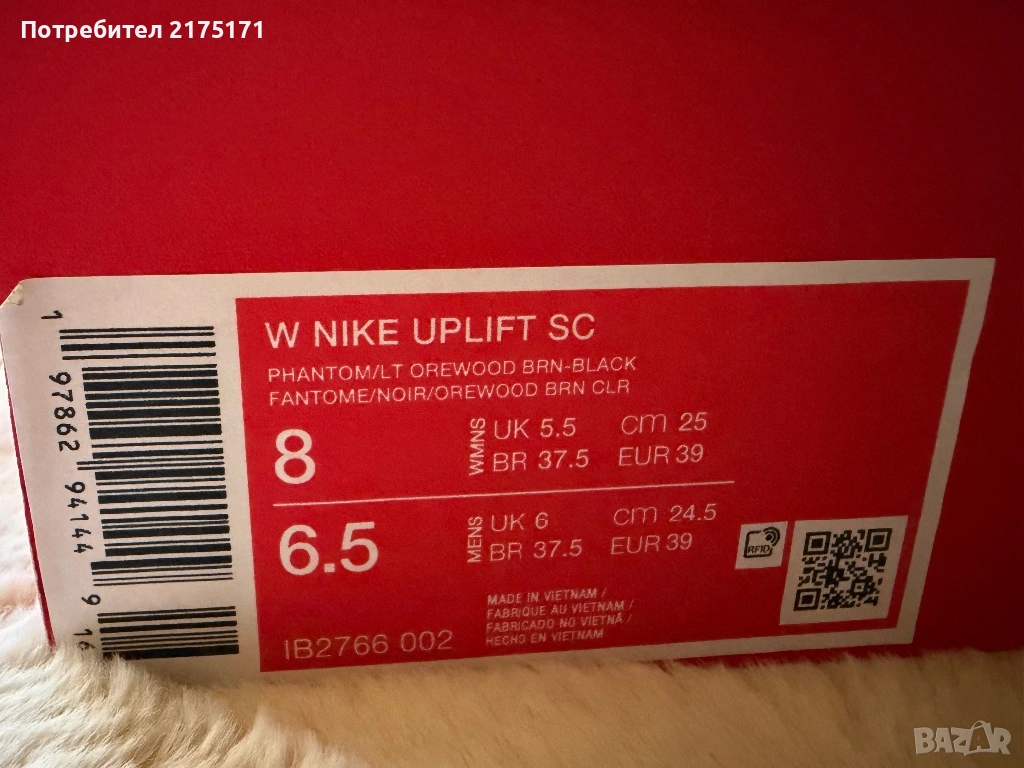 Потребител 2175171
1 97862 94144 9
16
W NIKE UPLIFT SC
PHANTOM/LT OREWOOD BRN-BLACK
FANTOME/NOIR/OREWOOD BRN CLR
8
WMNS
UK 5.5 cm 25
BR 37.5 EUR 39
6.5
MENS
UK 6 cm 24.5
BR 37.5 EUR 39
RFID
MADE IN VIETNAM /
FABRIQUE AU VIETNAM /
FABRICADO NO VIETNÃ /
HECHO EN VIETNAM
IB2766 002
BAZAR